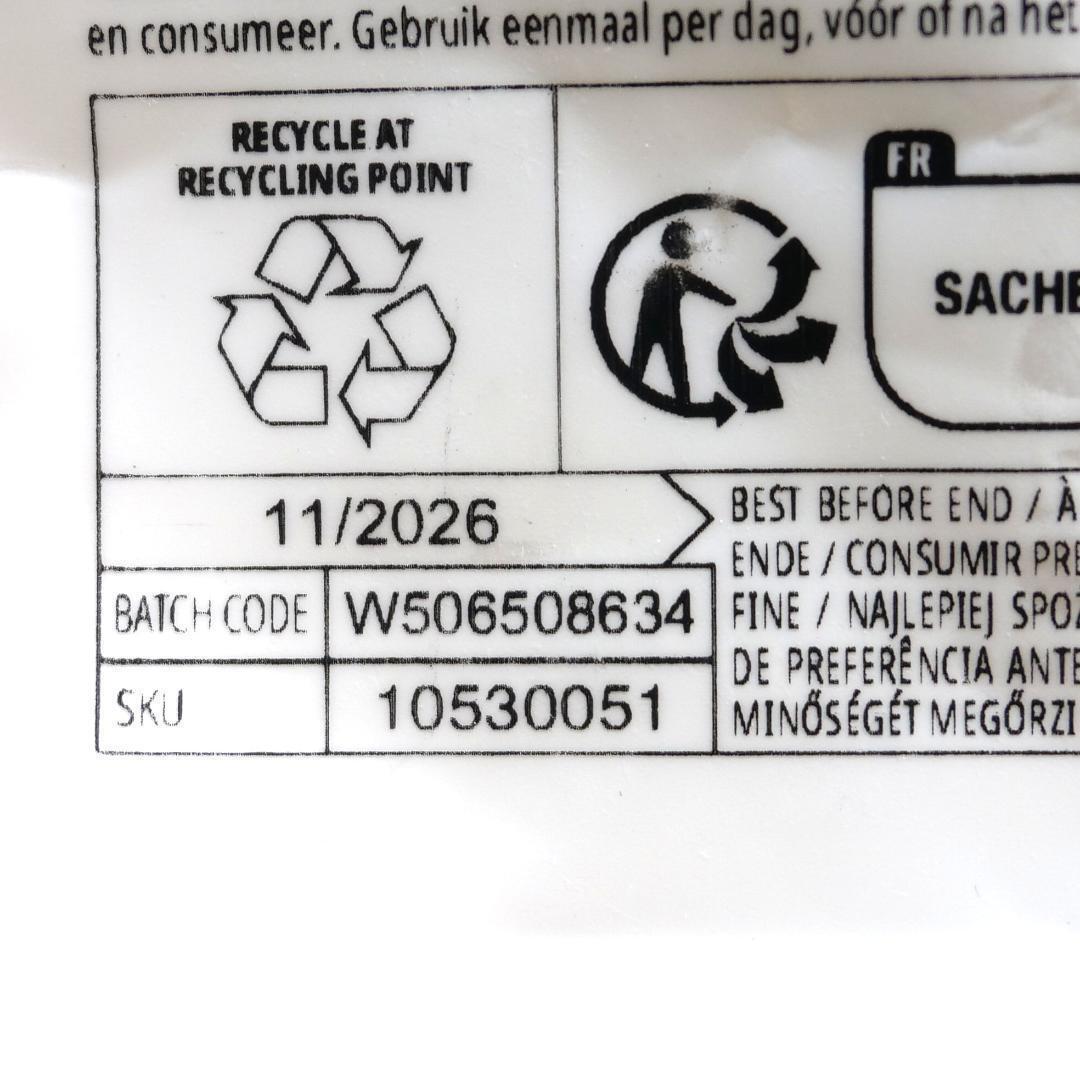 en consumeer. Gebruik eenmaal per dag, vóór of na het
RECYCLE AT
RECYCLING POINT
FR
SACHE
11/2026
BATCH CODE W506508634
SKU 10530051
BEST BEFORE END / À
ENDE / CONSUMIR PRE
FINE / NAJLEPIEJ SPOŻ
DE PREFERÊNCIA ANTE
MINŐSÉGÉT MEGŐRZI